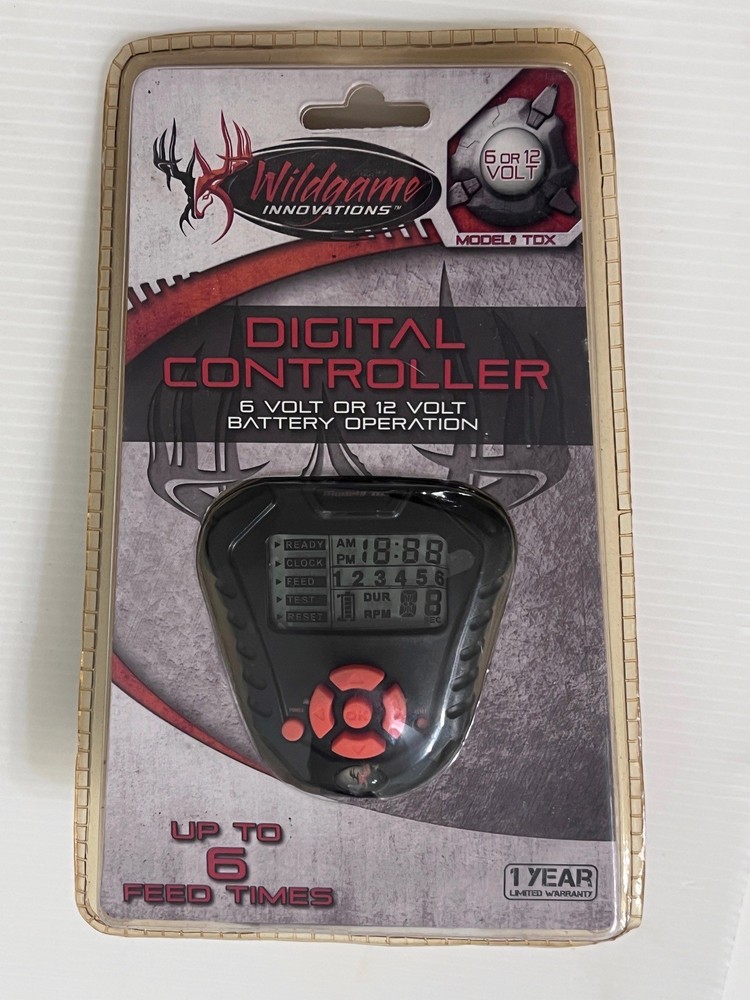 Wildgame
INNOVATIONS™
6 OR 12
VOLT
MODEL# TDX
DIGITAL
CONTROLLER
6 VOLT OR 12 VOLT
BATTERY OPERATION
READY
CLOCK
FEED
TEST
RESET
AM
PM
18:88
1 2 3 4 5 6
DUR
RPM
8
SEC
OK
UP TO
6
FEED TIMES
1 YEAR
LIMITED WARRANTY